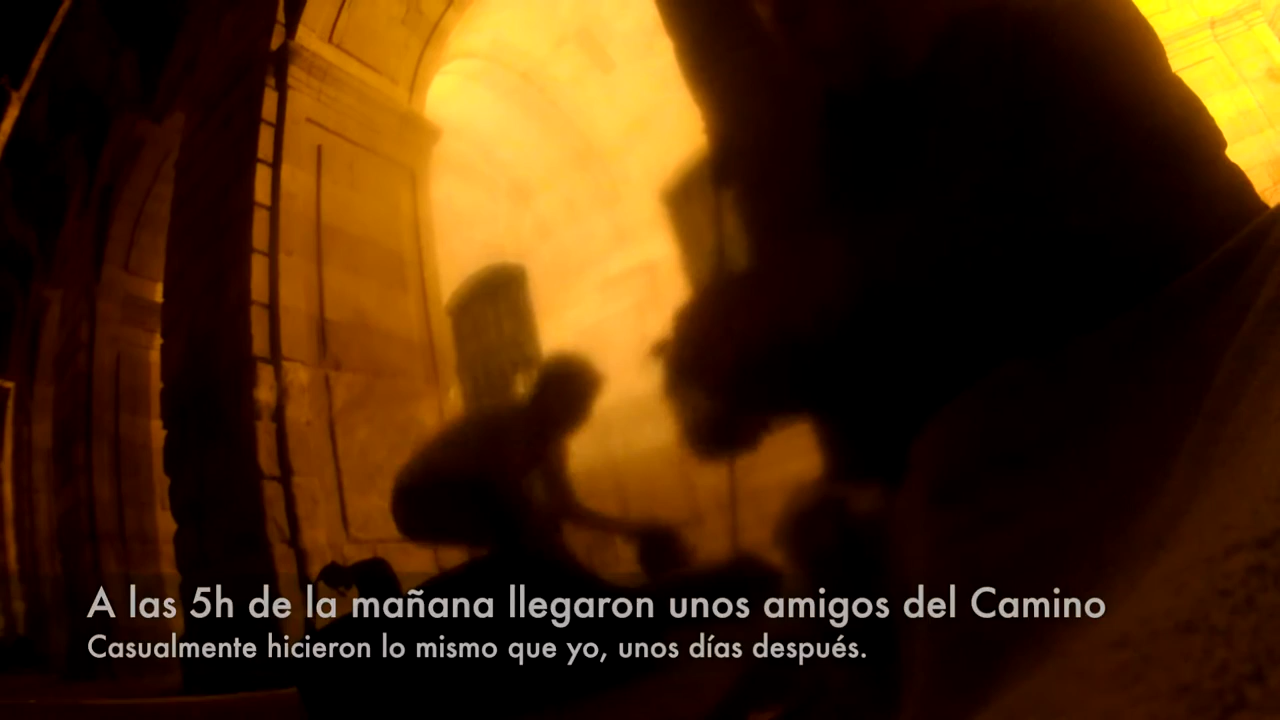 A las 5h de la mañana llegaron unos amigos del Camino
Casualmente hicieron lo mismo que yo, unos días después.